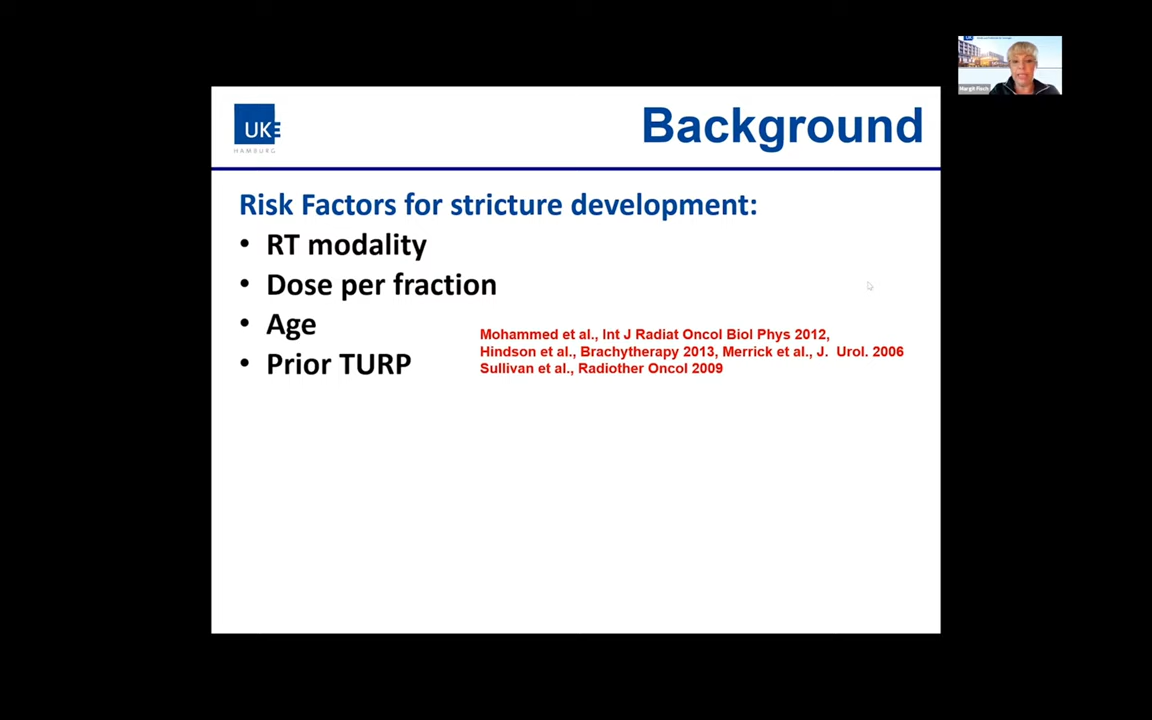 Margit Fisch
UKE
HAMBURG
Background
Risk Factors for stricture development:
• RT modality
• Dose per fraction
• Age
• Prior TURP
Mohammed et al., Int J Radiat Oncol Biol Phys 2012,
Hindson et al., Brachytherapy 2013, Merrick et al., J. Urol. 2006
Sullivan et al., Radiother Oncol 2009